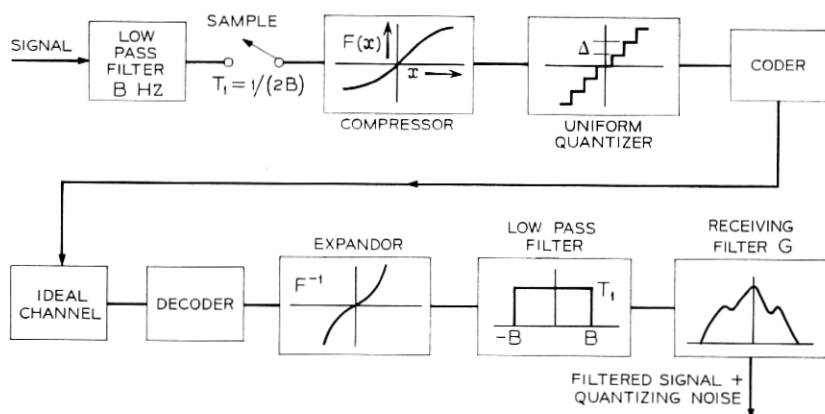 SIGNAL
LOW
PASS
FILTER
B HZ
SAMPLE
T₁ = 1/(2B)
F(x)
x
COMPRESSOR
Δ
UNIFORM
QUANTIZER
CODER
IDEAL
CHANNEL
DECODER
EXPANDOR
F⁻¹
LOW PASS
FILTER
T₁
-B
B
RECEIVING
FILTER G
FILTERED SIGNAL +
QUANTIZING NOISE